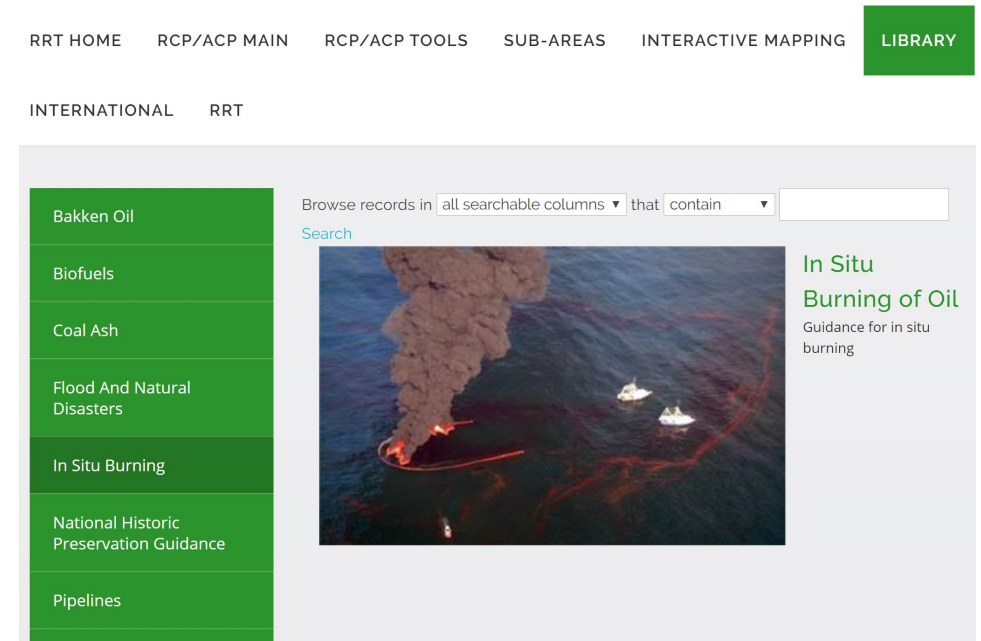 RRT HOME RCP/ACP MAIN RCP/ACP TOOLS SUB-AREAS INTERACTIVE MAPPING LIBRARY
INTERNATIONAL RRT
Bakken Oil
Biofuels
Coal Ash
Flood And Natural
Disasters
In Situ Burning
National Historic
Preservation Guidance
Pipelines
Browse records in all searchable columns ▼ that contain ▼
Search
In Situ
Burning of Oil
Guidance for in situ
burning